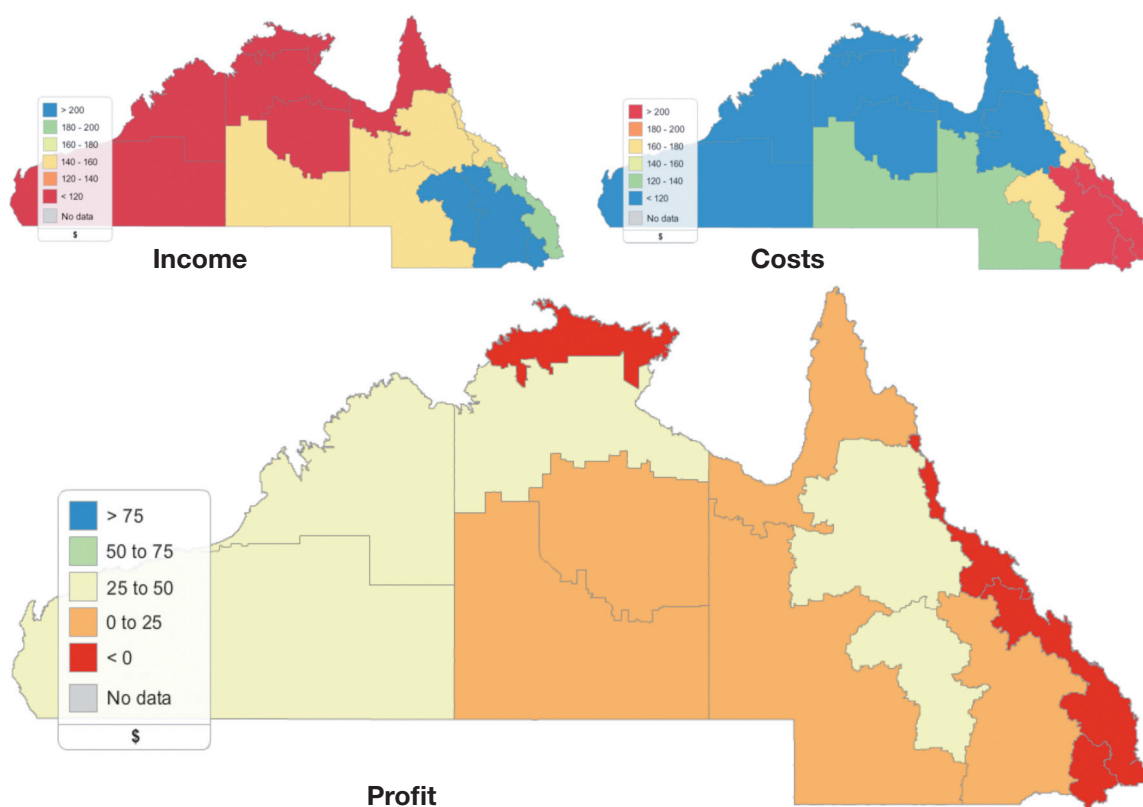 > 200
180 - 200
160 - 180
140 - 160
120 - 140
< 120
No data
$
Income
> 200
180 - 200
160 - 180
140 - 160
120 - 140
< 120
No data
$
Costs
> 75
50 to 75
25 to 50
0 to 25
< 0
No data
$
Profit